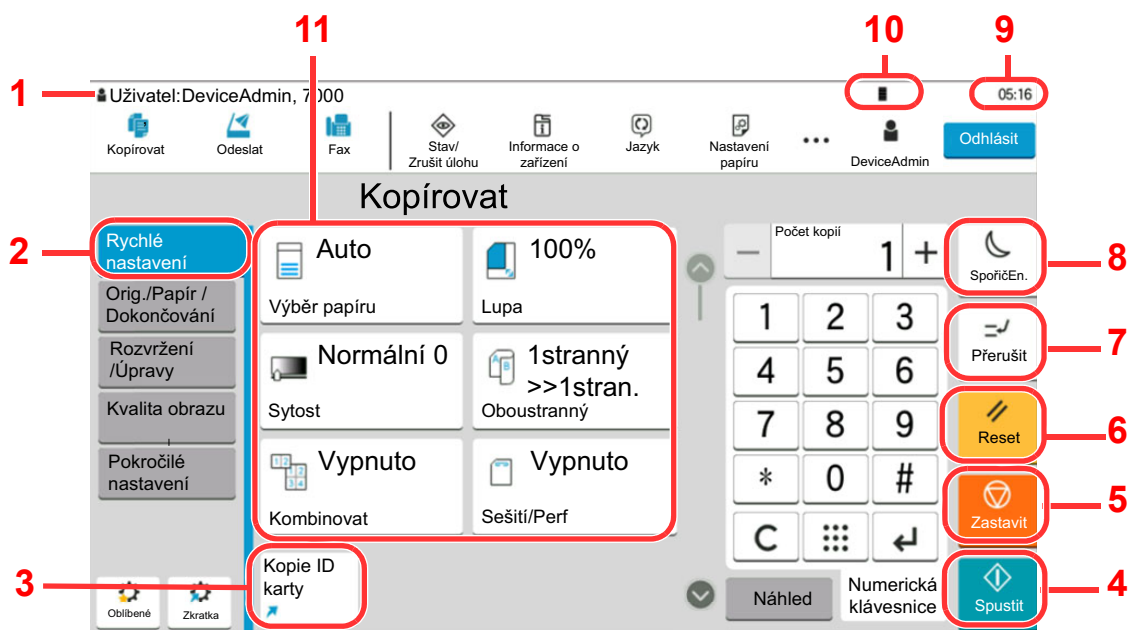 11
10
9
1
Uživatel:DeviceAdmin, 7000
05:16
Kopírovat
Odeslat
Fax
Stav/
Zrušit úlohu
Informace o
zařízení
Jazyk
Nastavení
papíru
DeviceAdmin
Odhlásit
Kopírovat
2
Rychlé
nastavení
Orig./Papír /
Dokončování
Rozvržení
/Úpravy
Kvalita obrazu
Pokročilé
nastavení
Auto
Výběr papíru
100%
Lupa
Normální 0
Sytost
1stranný
>>1stran.
Oboustranný
Vypnuto
Kombinovat
Vypnuto
Sešití/Perf
Počet kopií
− 1 +
1 2 3
4 5 6
7 8 9
* 0 #
C
SpořičEn.
8
Přerušit
7
Reset
6
Zastavit
5
3
Kopie ID
karty
Oblíbené
Zkratka
Náhled
Numerická
klávesnice
Spustit
4